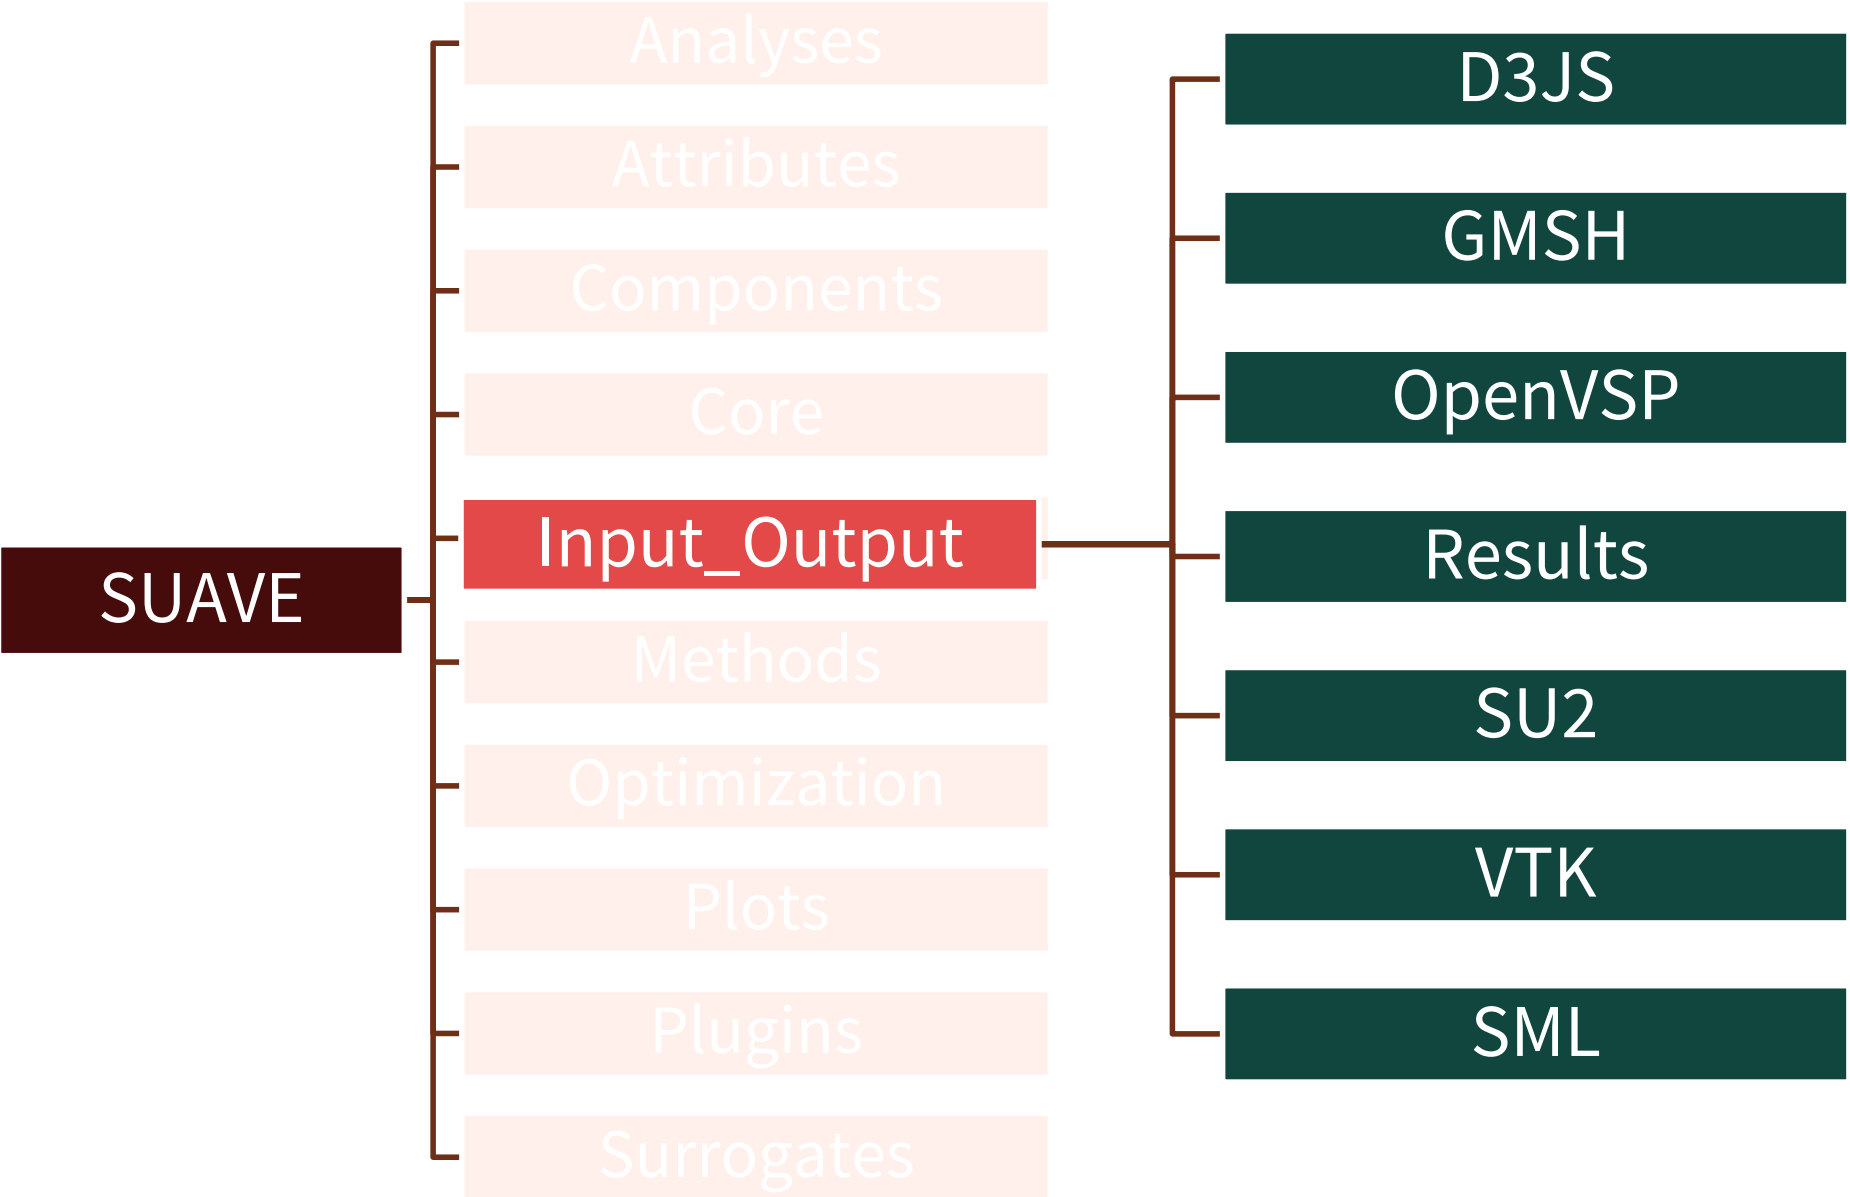 SUAVE
Analyses
Attributes
Components
Core
Input_Output
Methods
Optimization
Plots
Plugins
Surrogates
D3JS
GMSH
OpenVSP
Results
SU2
VTK
SML